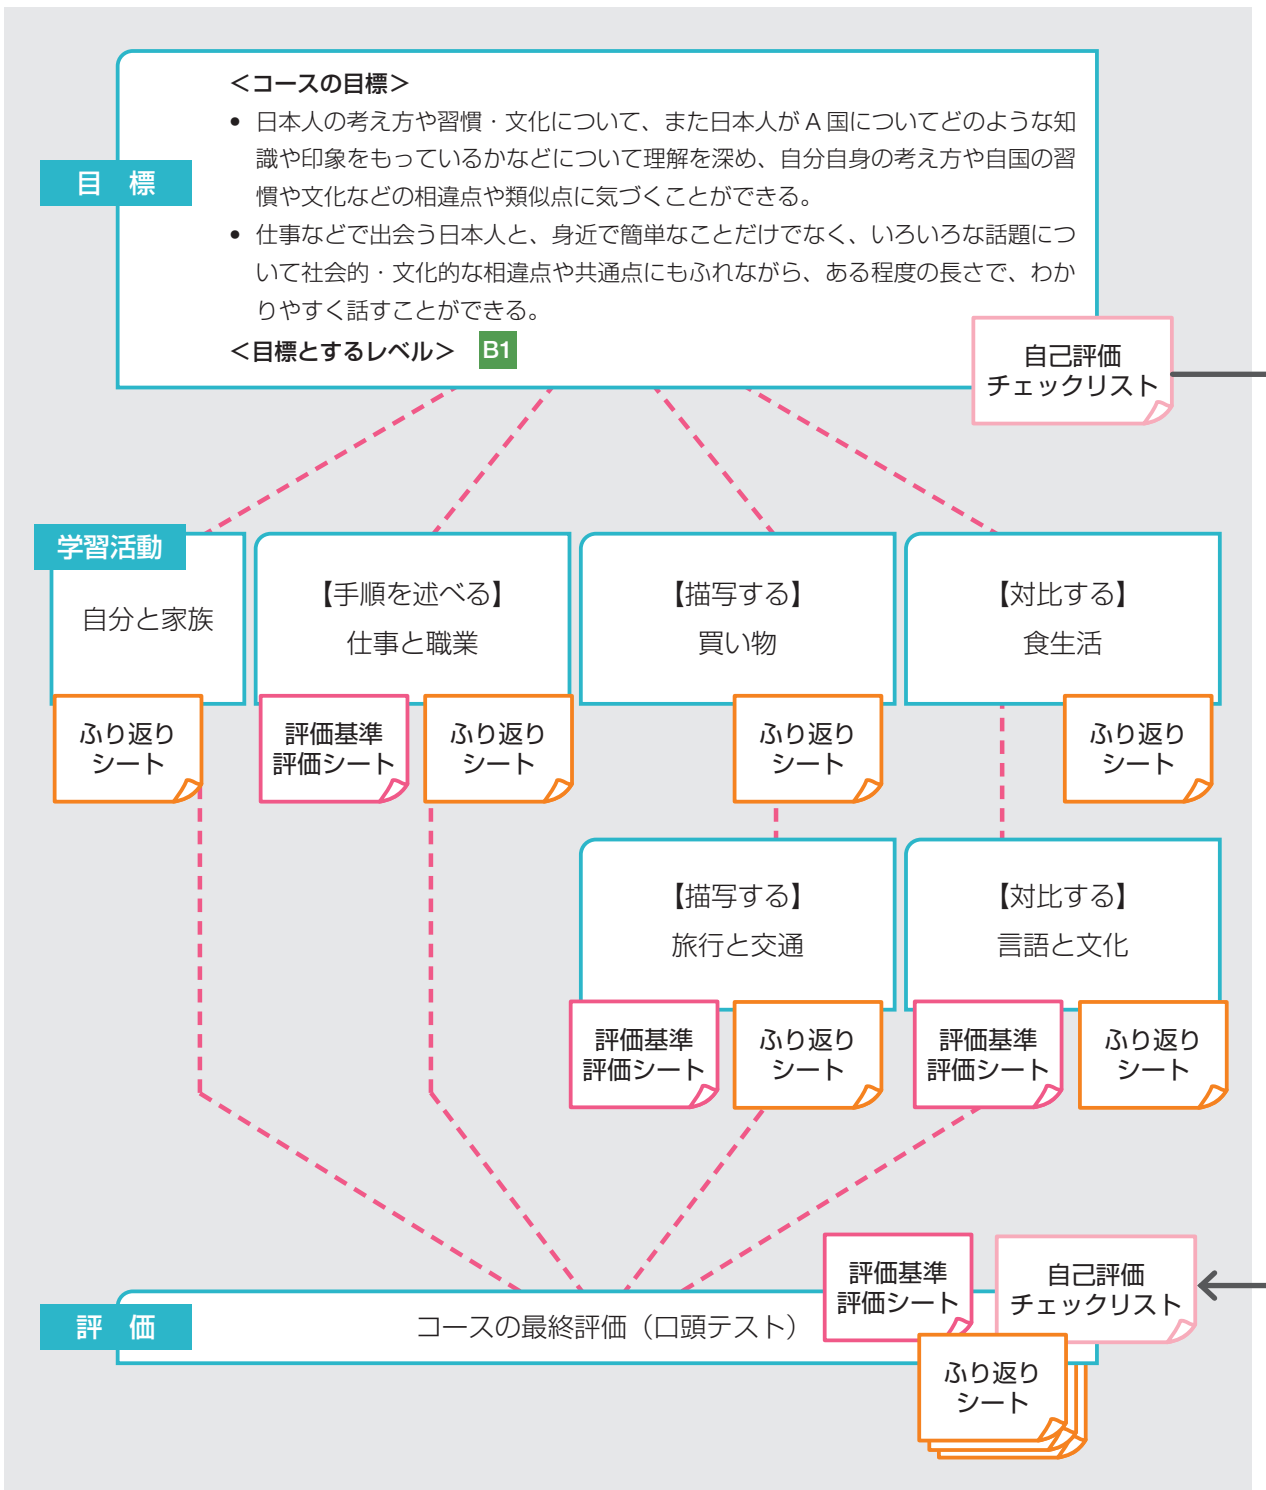 目 標
＜コースの目標＞
• 日本人の考え方や習慣・文化について、また日本人が A 国についてどのような知
識や印象をもっているかなどについて理解を深め、自分自身の考え方や自国の習
慣や文化などの相違点や類似点に気づくことができる。
• 仕事などで出会う日本人と、身近で簡単なことだけでなく、いろいろな話題につ
いて社会的・文化的な相違点や共通点にもふれながら、ある程度の長さで、わか
りやすく話すことができる。
＜目標とするレベル＞ B1
自己評価
チェックリスト
学習活動
自分と家族
ふり返り
シート
【手順を述べる】
仕事と職業
評価基準
評価シート
ふり返り
シート
【描写する】
買い物
ふり返り
シート
【対比する】
食生活
ふり返り
シート
【描写する】
旅行と交通
評価基準
評価シート
ふり返り
シート
【対比する】
言語と文化
評価基準
評価シート
ふり返り
シート
評 価
コースの最終評価（口頭テスト）
評価基準
評価シート
自己評価
チェックリスト
ふり返り
シート